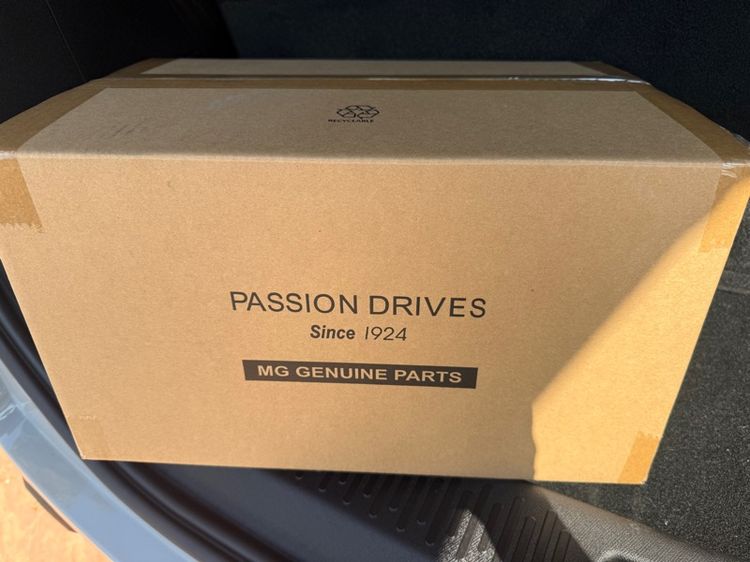 RECYCLABLE
PASSION DRIVES
Since 1924
MG GENUINE PARTS